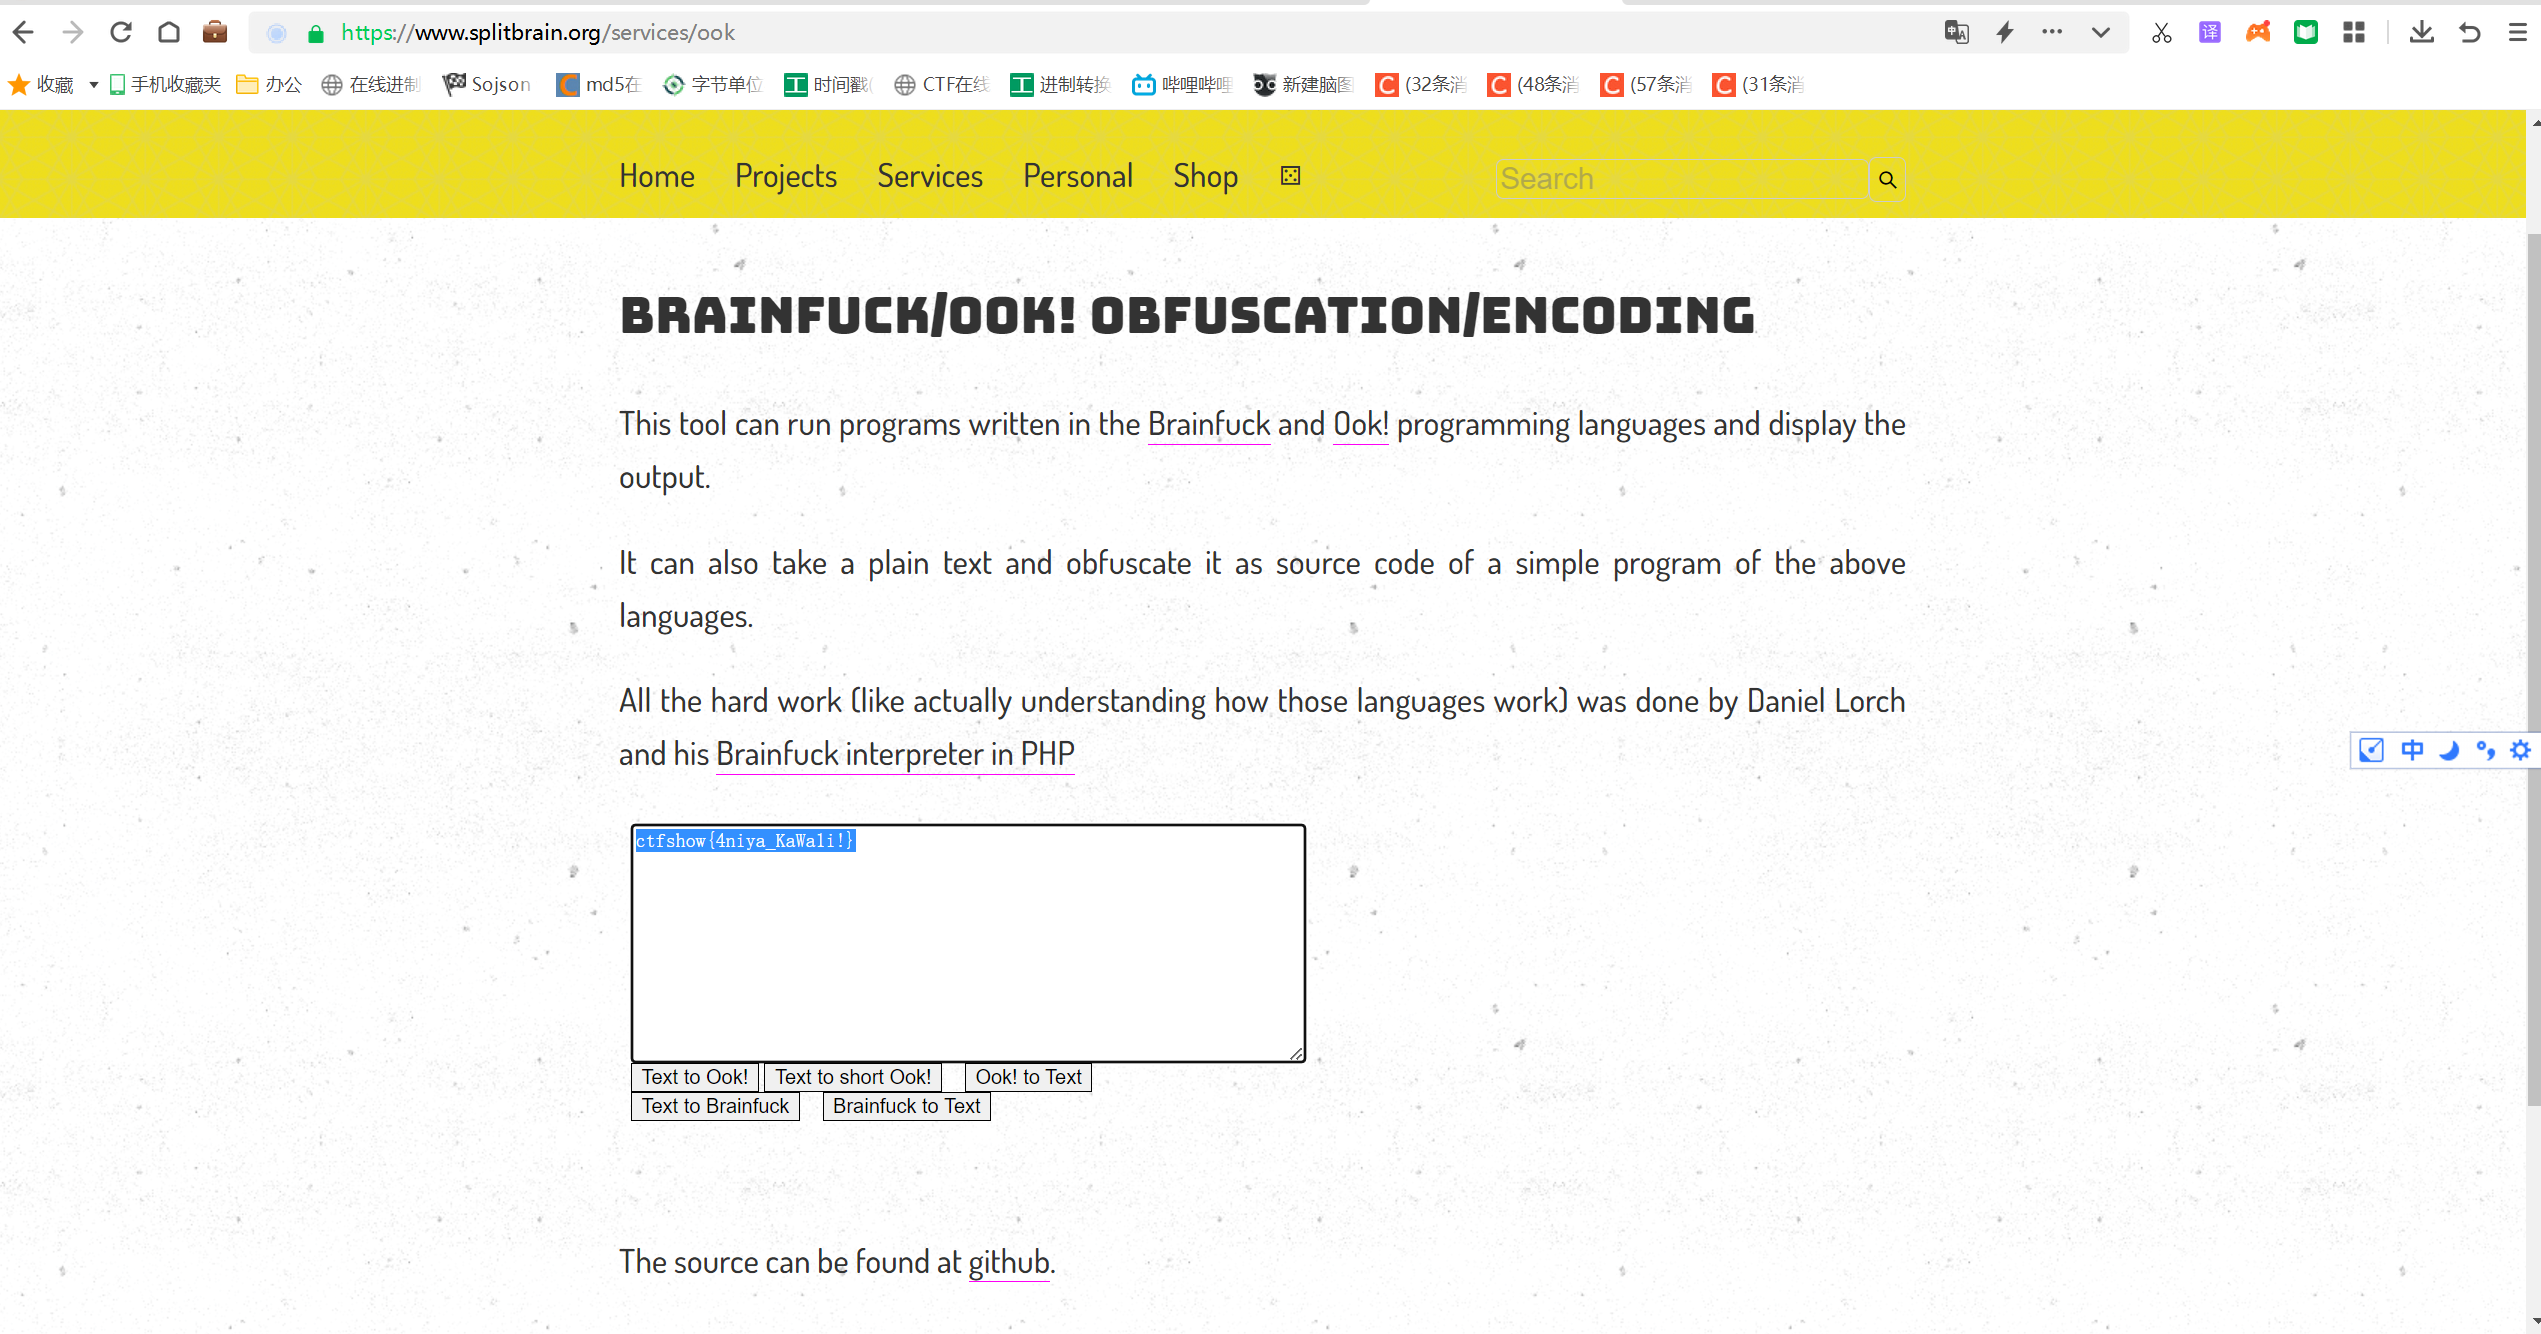 https://www.splitbrain.org/services/ook
收藏 手机收藏夹 办公 在线进制 Sojson md5在 字节单位 时间戳( CTF在线 进制转换 哔哩哔哩 新建脑图 (32条消 (48条消 (57条消 (31条消
Home Projects Services Personal Shop Search
BRAINFUCK/OOK! OBFUSCATION/ENCODING
This tool can run programs written in the Brainfuck and Ook! programming languages and display the
output.
It can also take a plain text and obfuscate it as source code of a simple program of the above
languages.
All the hard work (like actually understanding how those languages work) was done by Daniel Lorch
and his Brainfuck interpreter in PHP
中
ctfshow{4niya_KaWali!}
Text to Ook! Text to short Ook! Ook! to Text
Text to Brainfuck Brainfuck to Text
The source can be found at github.